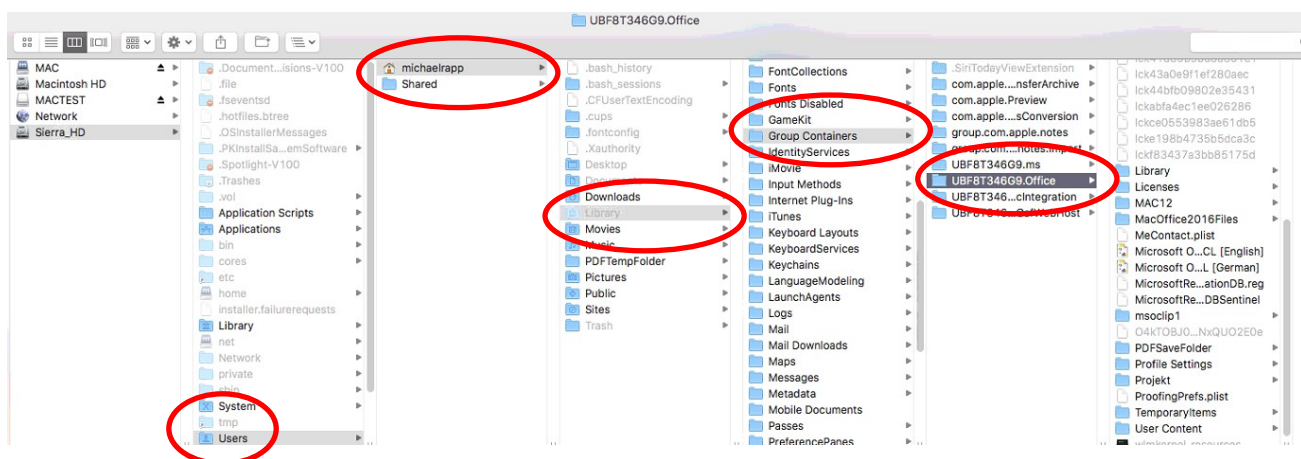 UBF8T346G9.Office
MAC
Macintosh HD
MACTEST
Network
Sierra_HD
.Document...isions-V100
.file
.fseventsd
.hotfiles.btree
.OSInstallerMessages
.PKInstallSa...emSoftware
.Spotlight-V100
.Trashes
.vol
Application Scripts
Applications
bin
cores
etc
home
installer.failurerequests
Library
net
Network
private
sbin
System
tmp
Users
michaelrapp
Shared
.bash_history
.bash_sessions
.CFUserTextEncoding
.cups
.fontconfig
.Xauthority
Desktop
Documents
Downloads
Library
Movies
Music
PDFTempFolder
Pictures
Public
Sites
Trash
FontCollections
Fonts
Fonts Disabled
GameKit
Group Containers
IdentityServices
iMovie
Input Methods
Internet Plug-Ins
iTunes
Keyboard Layouts
KeyboardServices
Keychains
LanguageModeling
LaunchAgents
Logs
Mail
Mail Downloads
Maps
Messages
Metadata
Mobile Documents
Passes
PreferencePanes
.SiriTodayViewExtension
com.apple....nsferArchive
com.apple.Preview
com.apple....sConversion
group.com.apple.notes
group.com....notes.import
UBF8T346G9.ms
UBF8T346G9.Office
UBF8T346...cIntegration
lck43a0e9f1ef280aec
lck44bfb09802e35431
lckabfa4ec1ee026286
lckce0553983ae61db5
lcke198b4735b5dca3c
lckf83437a3bb85175d
Library
Licenses
MAC12
MacOffice2016Files
MeContact.plist
Microsoft O...CL [English]
Microsoft O...L [German]
MicrosoftRe...ationDB.reg
MicrosoftRe...DBSentinel
msoclip1
O4kTOBJ0...NxQUO2E0e
PDFSaveFolder
Profile Settings
Projekt
ProofingPrefs.plist
TemporaryItems
User Content